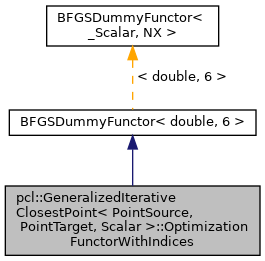 BFGSDummyFunctor<
_Scalar, NX >
< double, 6 >
BFGSDummyFunctor< double, 6 >
pcl::GeneralizedIterative
ClosestPoint< PointSource,
PointTarget, Scalar >::Optimization
FunctorWithIndices